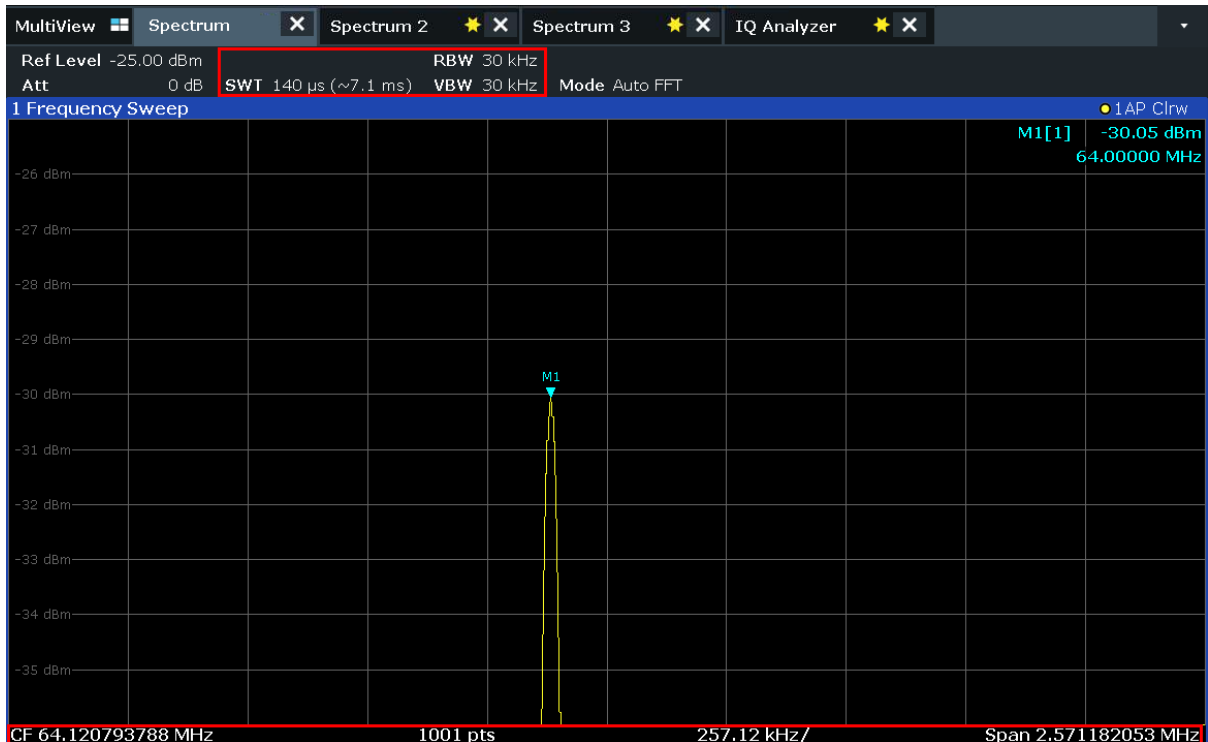 MultiView Spectrum Spectrum 2 Spectrum 3 IQ Analyzer
Ref Level -25.00 dBm RBW 30 kHz
Att 0 dB SWT 140 µs (~7.1 ms) VBW 30 kHz Mode Auto FFT
1 Frequency Sweep 1AP Clrw
M1[1] -30.05 dBm
64.00000 MHz
-26 dBm
-27 dBm
-28 dBm
-29 dBm
M1
-30 dBm
-31 dBm
-32 dBm
-33 dBm
-34 dBm
-35 dBm
CF 64.120793788 MHz 1001 pts 257.12 kHz/ Span 2.571182053 MHz